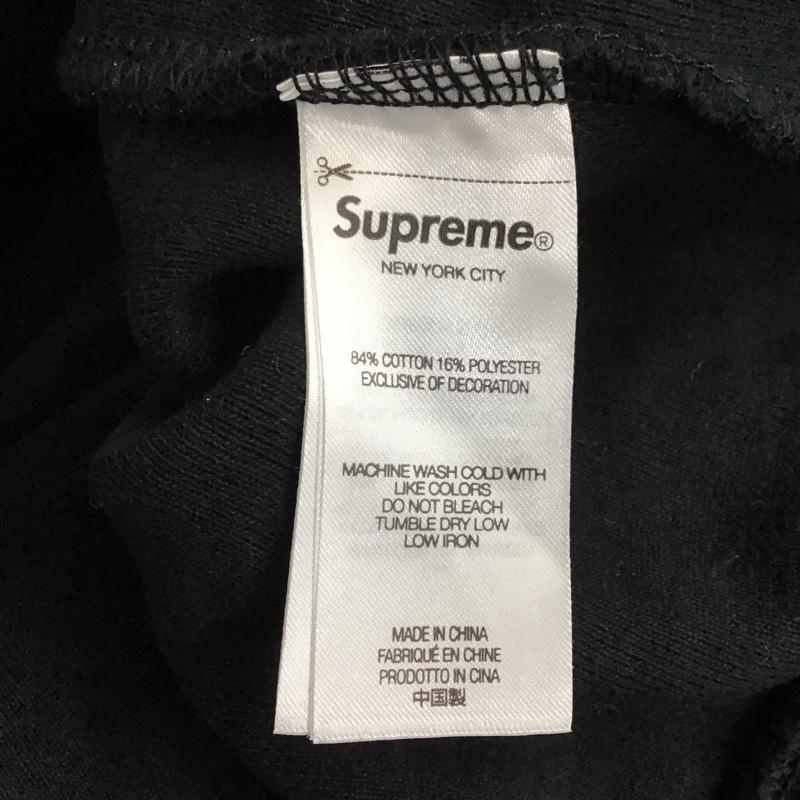 Supreme®
NEW YORK CITY
84% COTTON 16% POLYESTER
EXCLUSIVE OF DECORATION
MACHINE WASH COLD WITH
LIKE COLORS
DO NOT BLEACH
TUMBLE DRY LOW
LOW IRON
MADE IN CHINA
FABRIQUÉ EN CHINE
PRODOTTO IN CINA
中国製